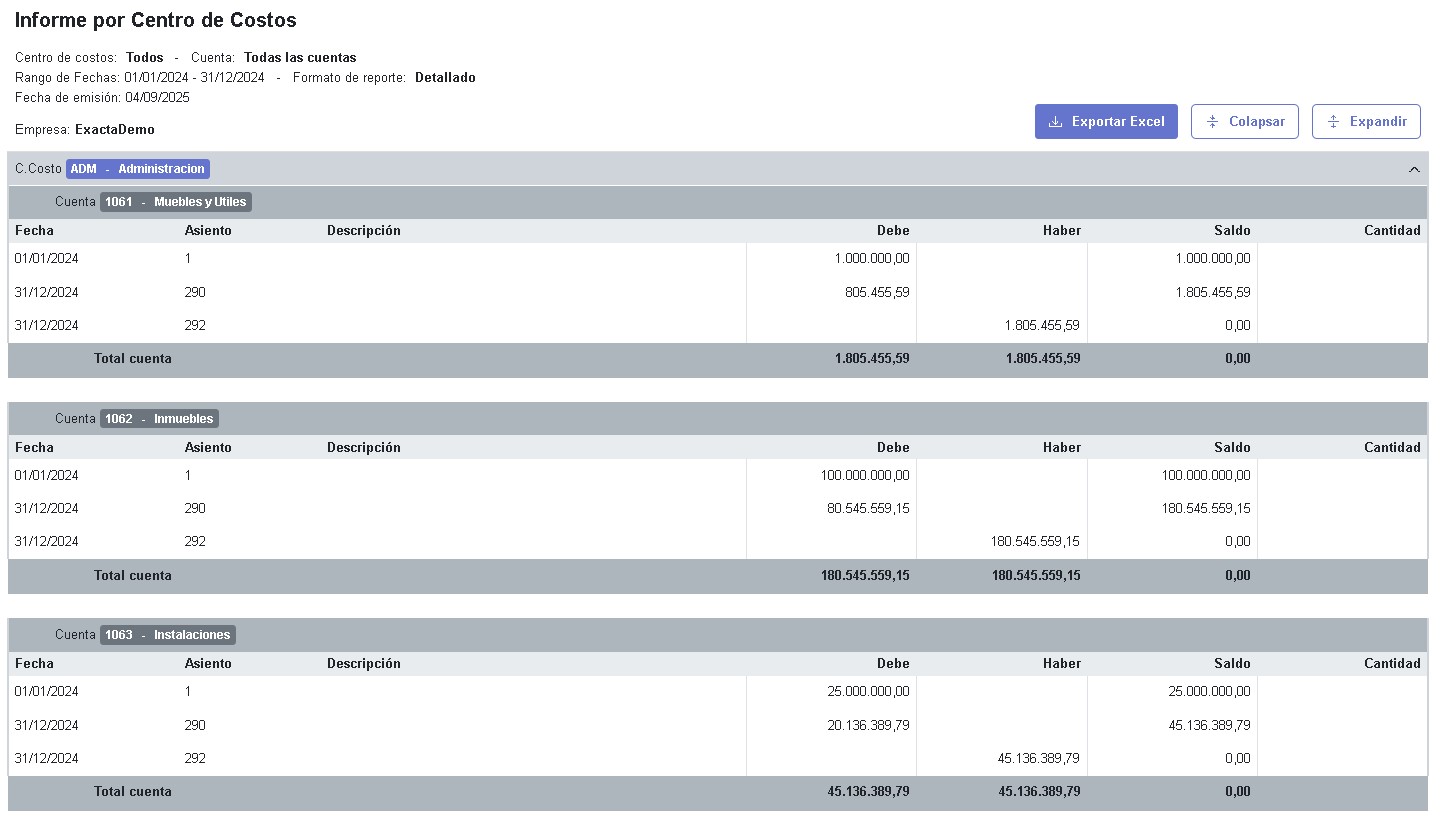 Informe por Centro de Costos
Centro de costos: Todos - Cuenta: Todas las cuentas
Rango de Fechas: 01/01/2024 - 31/12/2024 - Formato de reporte: Detallado
Fecha de emisión: 04/09/2025
Empresa: ExactaDemo
Exportar Excel Colapsar Expandir
C.Costo ADM - Administracion
Cuenta 1061 - Muebles y Utiles
Fecha Asiento Descripción Debe Haber Saldo Cantidad
01/01/2024 1 1.000.000,00 1.000.000,00
31/12/2024 290 805.455,59 1.805.455,59
31/12/2024 292 1.805.455,59 0,00
Total cuenta 1.805.455,59 1.805.455,59 0,00
Cuenta 1062 - Inmuebles
Fecha Asiento Descripción Debe Haber Saldo Cantidad
01/01/2024 1 100.000.000,00 100.000.000,00
31/12/2024 290 80.545.559,15 180.545.559,15
31/12/2024 292 180.545.559,15 0,00
Total cuenta 180.545.559,15 180.545.559,15 0,00
Cuenta 1063 - Instalaciones
Fecha Asiento Descripción Debe Haber Saldo Cantidad
01/01/2024 1 25.000.000,00 25.000.000,00
31/12/2024 290 20.136.389,79 45.136.389,79
31/12/2024 292 45.136.389,79 0,00
Total cuenta 45.136.389,79 45.136.389,79 0,00